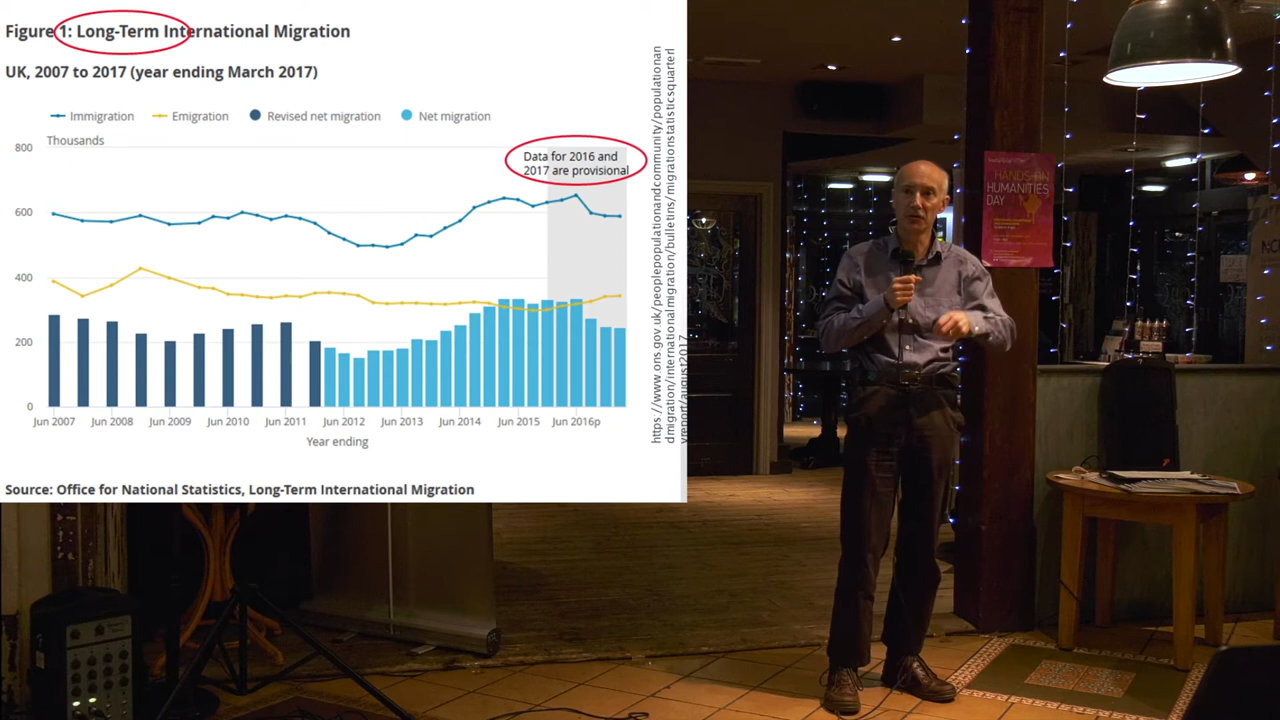 Figure 1: Long-Term International Migration
UK, 2007 to 2017 (year ending March 2017)
Immigration
Emigration
Revised net migration
Net migration
Thousands
Data for 2016 and
2017 are provisional
800
600
400
200
0
Jun 2007
Jun 2008
Jun 2009
Jun 2010
Jun 2011
Jun 2012
Jun 2013
Jun 2014
Jun 2015
Jun 2016p
Year ending
Source: Office for National Statistics, Long-Term International Migration
https://www.ons.gov.uk/peoplepopulationandcommunity/populationan
dmigration/internationalmigration/bulletins/migrationstatisticsquarterl
yreport/august2017
HANDS-ON
HUMANITIES
DAY